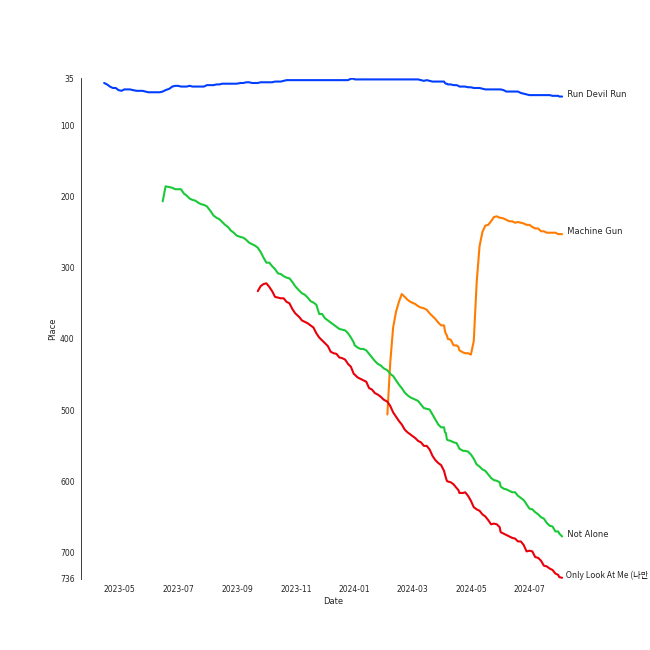 35
100
200
300
400
500
600
700
736
Place
2023-05
2023-07
2023-09
2023-11
2024-01
2024-03
2024-05
2024-07
Date
Run Devil Run
Machine Gun
Not Alone
Only Look At Me (나만